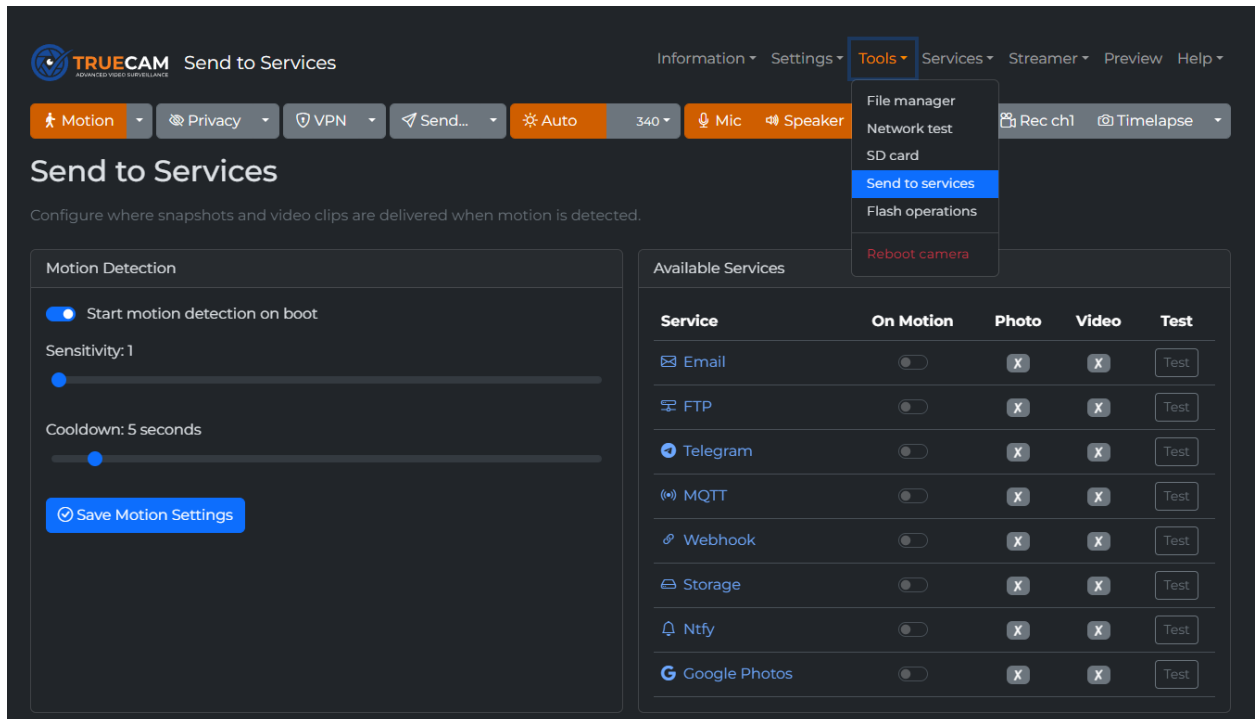 TRUECAM
ADVANCED VIDEO SURVEILLANCE
Send to Services
Information Settings Tools Services Streamer Preview Help
File manager
Network test
SD card
Send to services
Flash operations
Reboot camera
Motion Privacy VPN Send... Auto 340 Mic Speaker Rec ch1 Timelapse
Send to Services
Configure where snapshots and video clips are delivered when motion is detected.
Motion Detection
Start motion detection on boot
Sensitivity: 1
Cooldown: 5 seconds
Save Motion Settings
Available Services
Service On Motion Photo Video Test
Email X X Test
FTP X X Test
Telegram X X Test
MQTT X X Test
Webhook X X Test
Storage X X Test
Ntfy X X Test
Google Photos X X Test